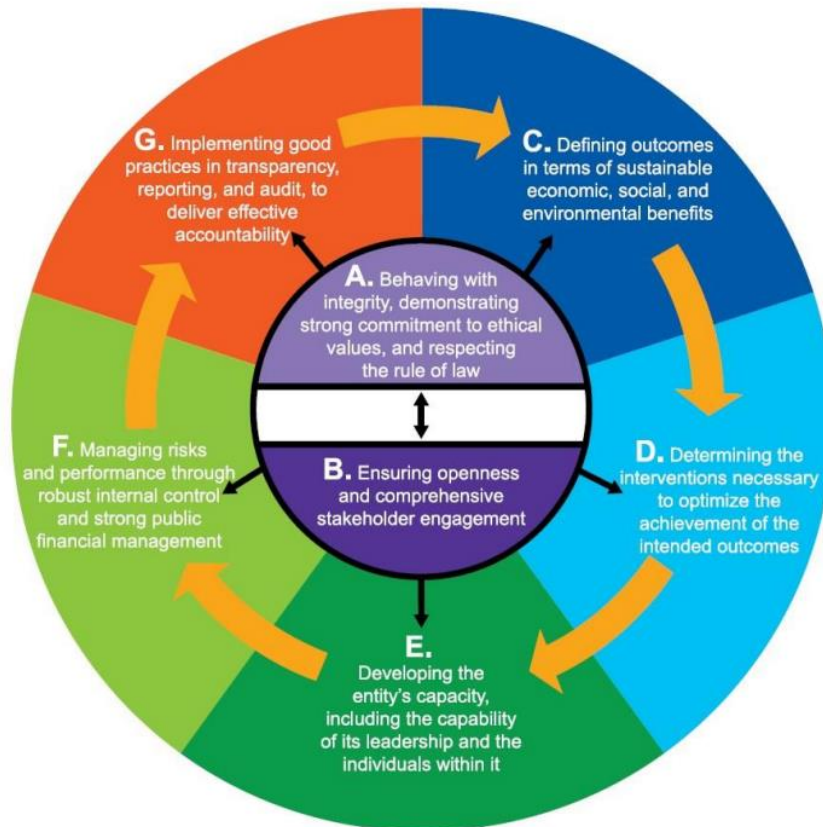 A. Behaving with
integrity, demonstrating
strong commitment to ethical
values, and respecting
the rule of law
B. Ensuring openness
and comprehensive
stakeholder engagement
C. Defining outcomes
in terms of sustainable
economic, social, and
environmental benefits
D. Determining the
interventions necessary
to optimize the
achievement of the
intended outcomes
E.
Developing the
entity's capacity,
including the capability
of its leadership and the
individuals within it
F. Managing risks
and performance through
robust internal control
and strong public
financial management
G. Implementing good
practices in transparency,
reporting, and audit, to
deliver effective
accountability